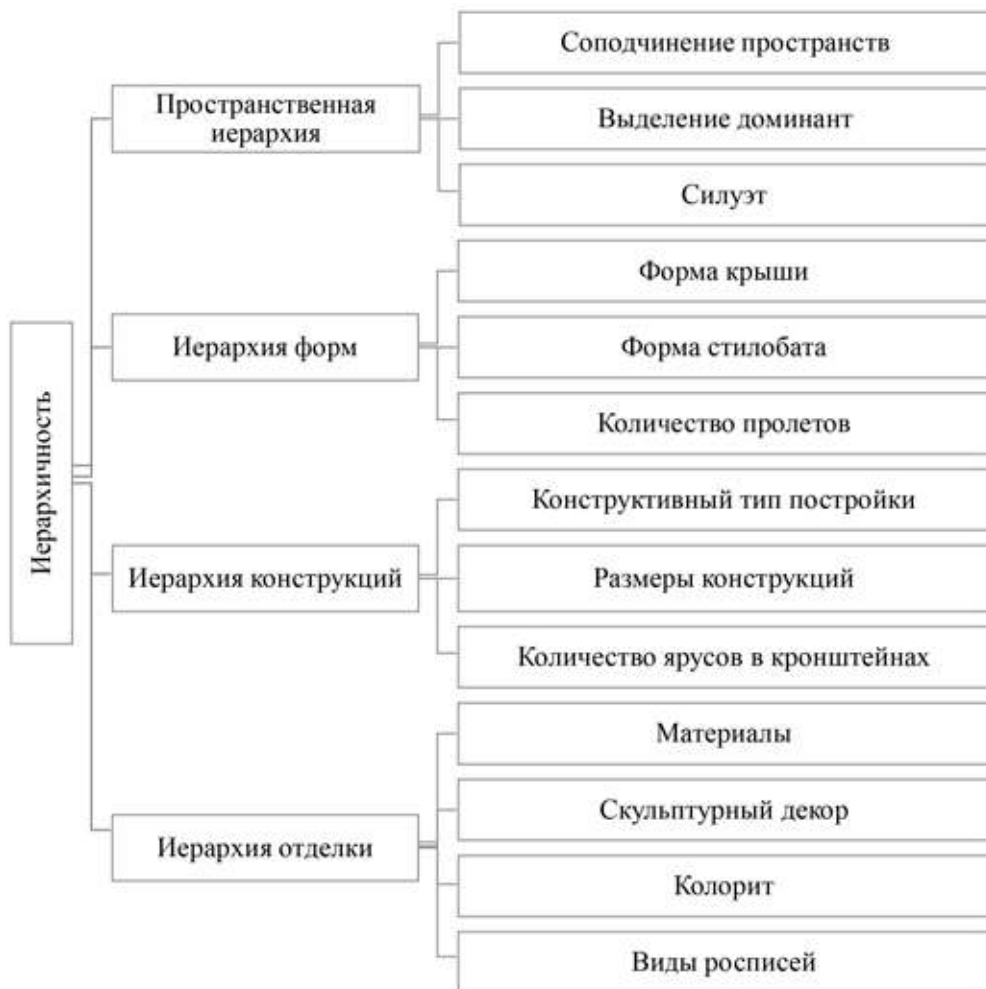 Иерархичность
Пространственная
иерархия
Соподчинение пространств
Выделение доминант
Силуэт
Иерархия форм
Форма крыши
Форма стилобата
Количество пролетов
Иерархия конструкций
Конструктивный тип постройки
Размеры конструкций
Количество ярусов в кронштейнах
Иерархия отделки
Материалы
Скульптурный декор
Колорит
Виды росписей